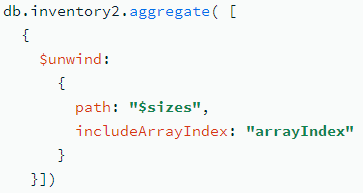 db.inventory2.aggregate( [
  {
    $unwind:
      {
        path: "$sizes",
        includeArrayIndex: "arrayIndex"
      }
   }])